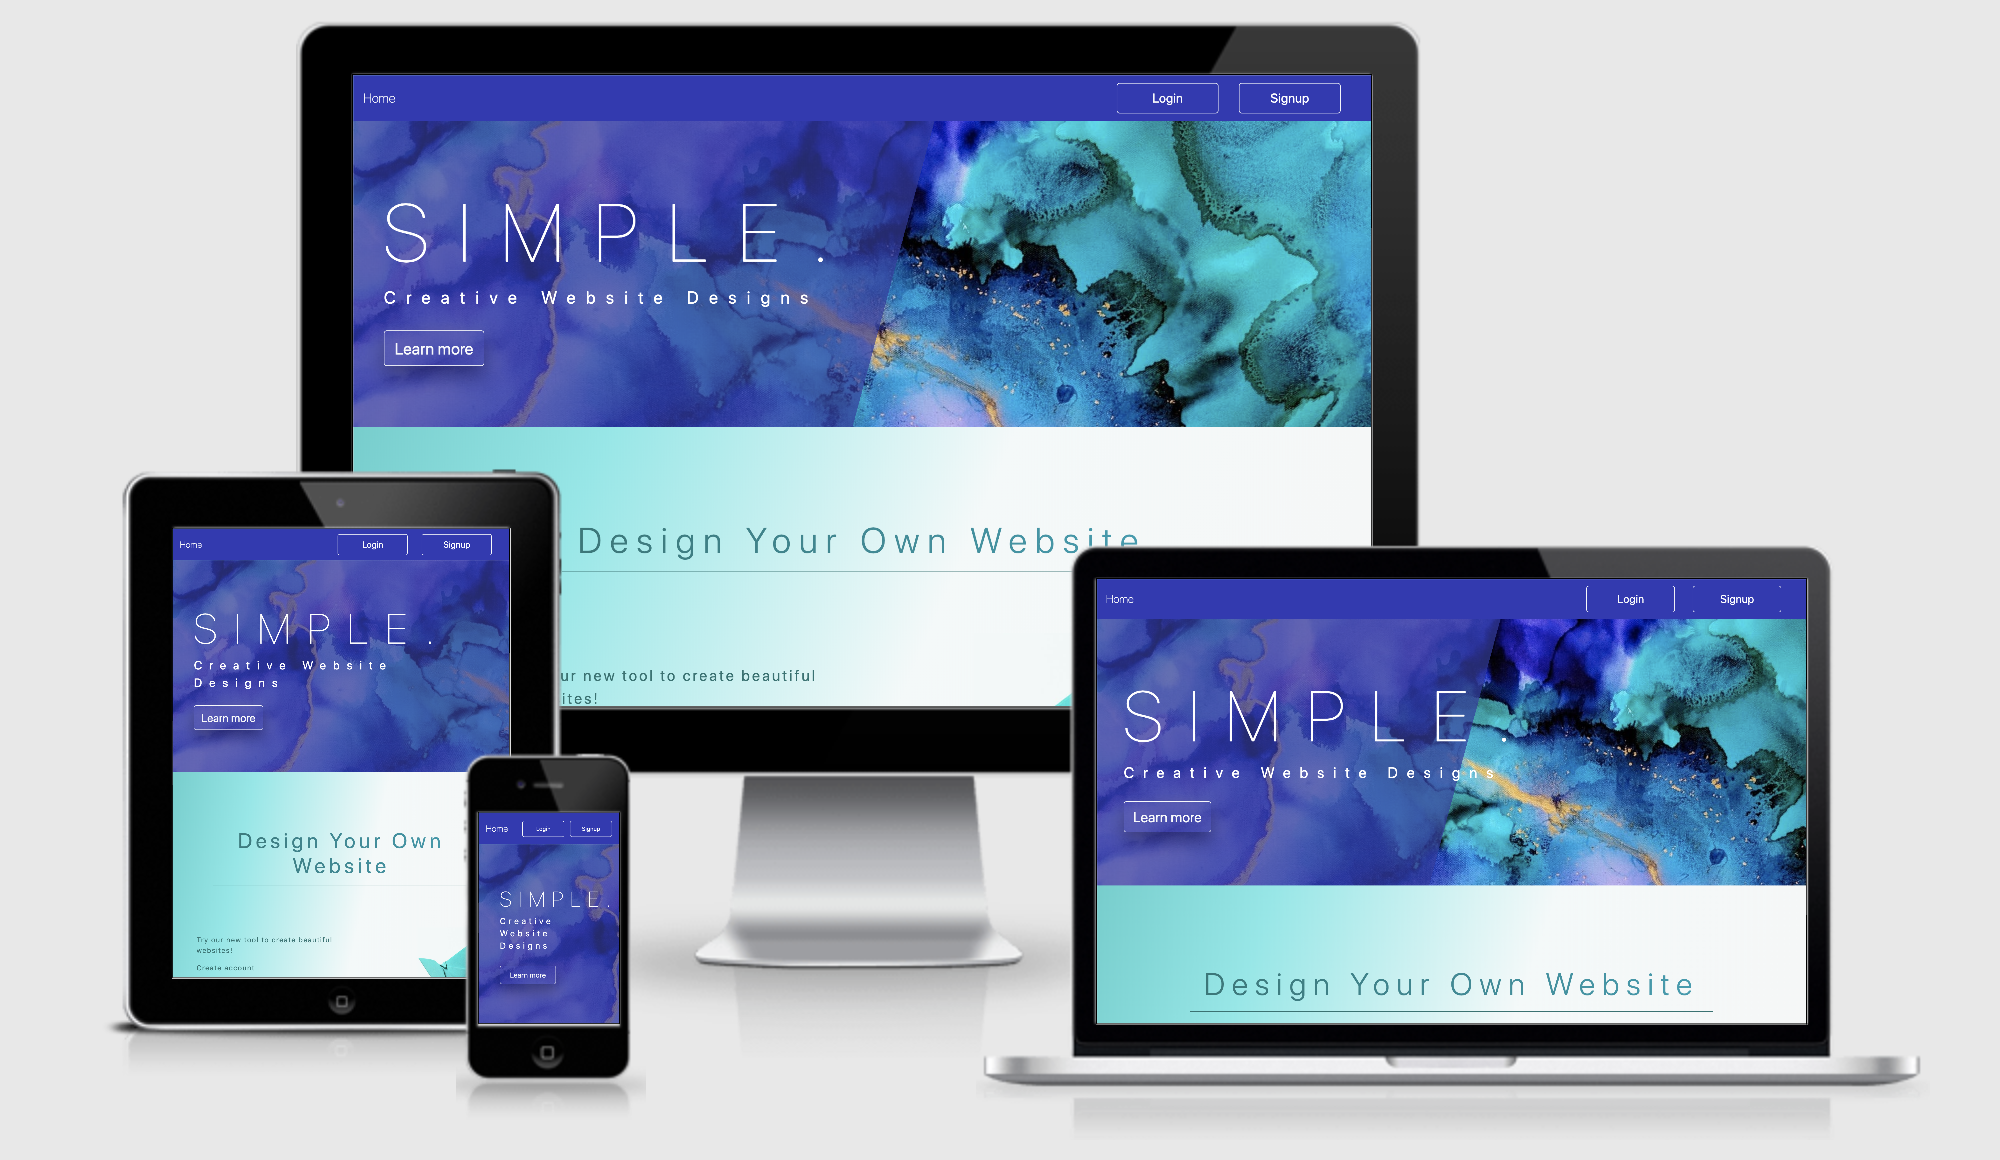 Home
Login
Signup
SIMPLE.
Creative Website Designs
Learn more
Design Your Own Website
new tool to create beautiful
Home
Login
Signup
SIMPLE.
Creative Website
Designs
Learn more
Design Your Own
Website
Try our new tool to create beautiful
websites!
Create account
Home
Login
Signup
SIMPLE.
Creative
Website
Designs
Learn more
Home
Login
Signup
SIMPLE.
Creative Website Designs
Learn more
Design Your Own Website